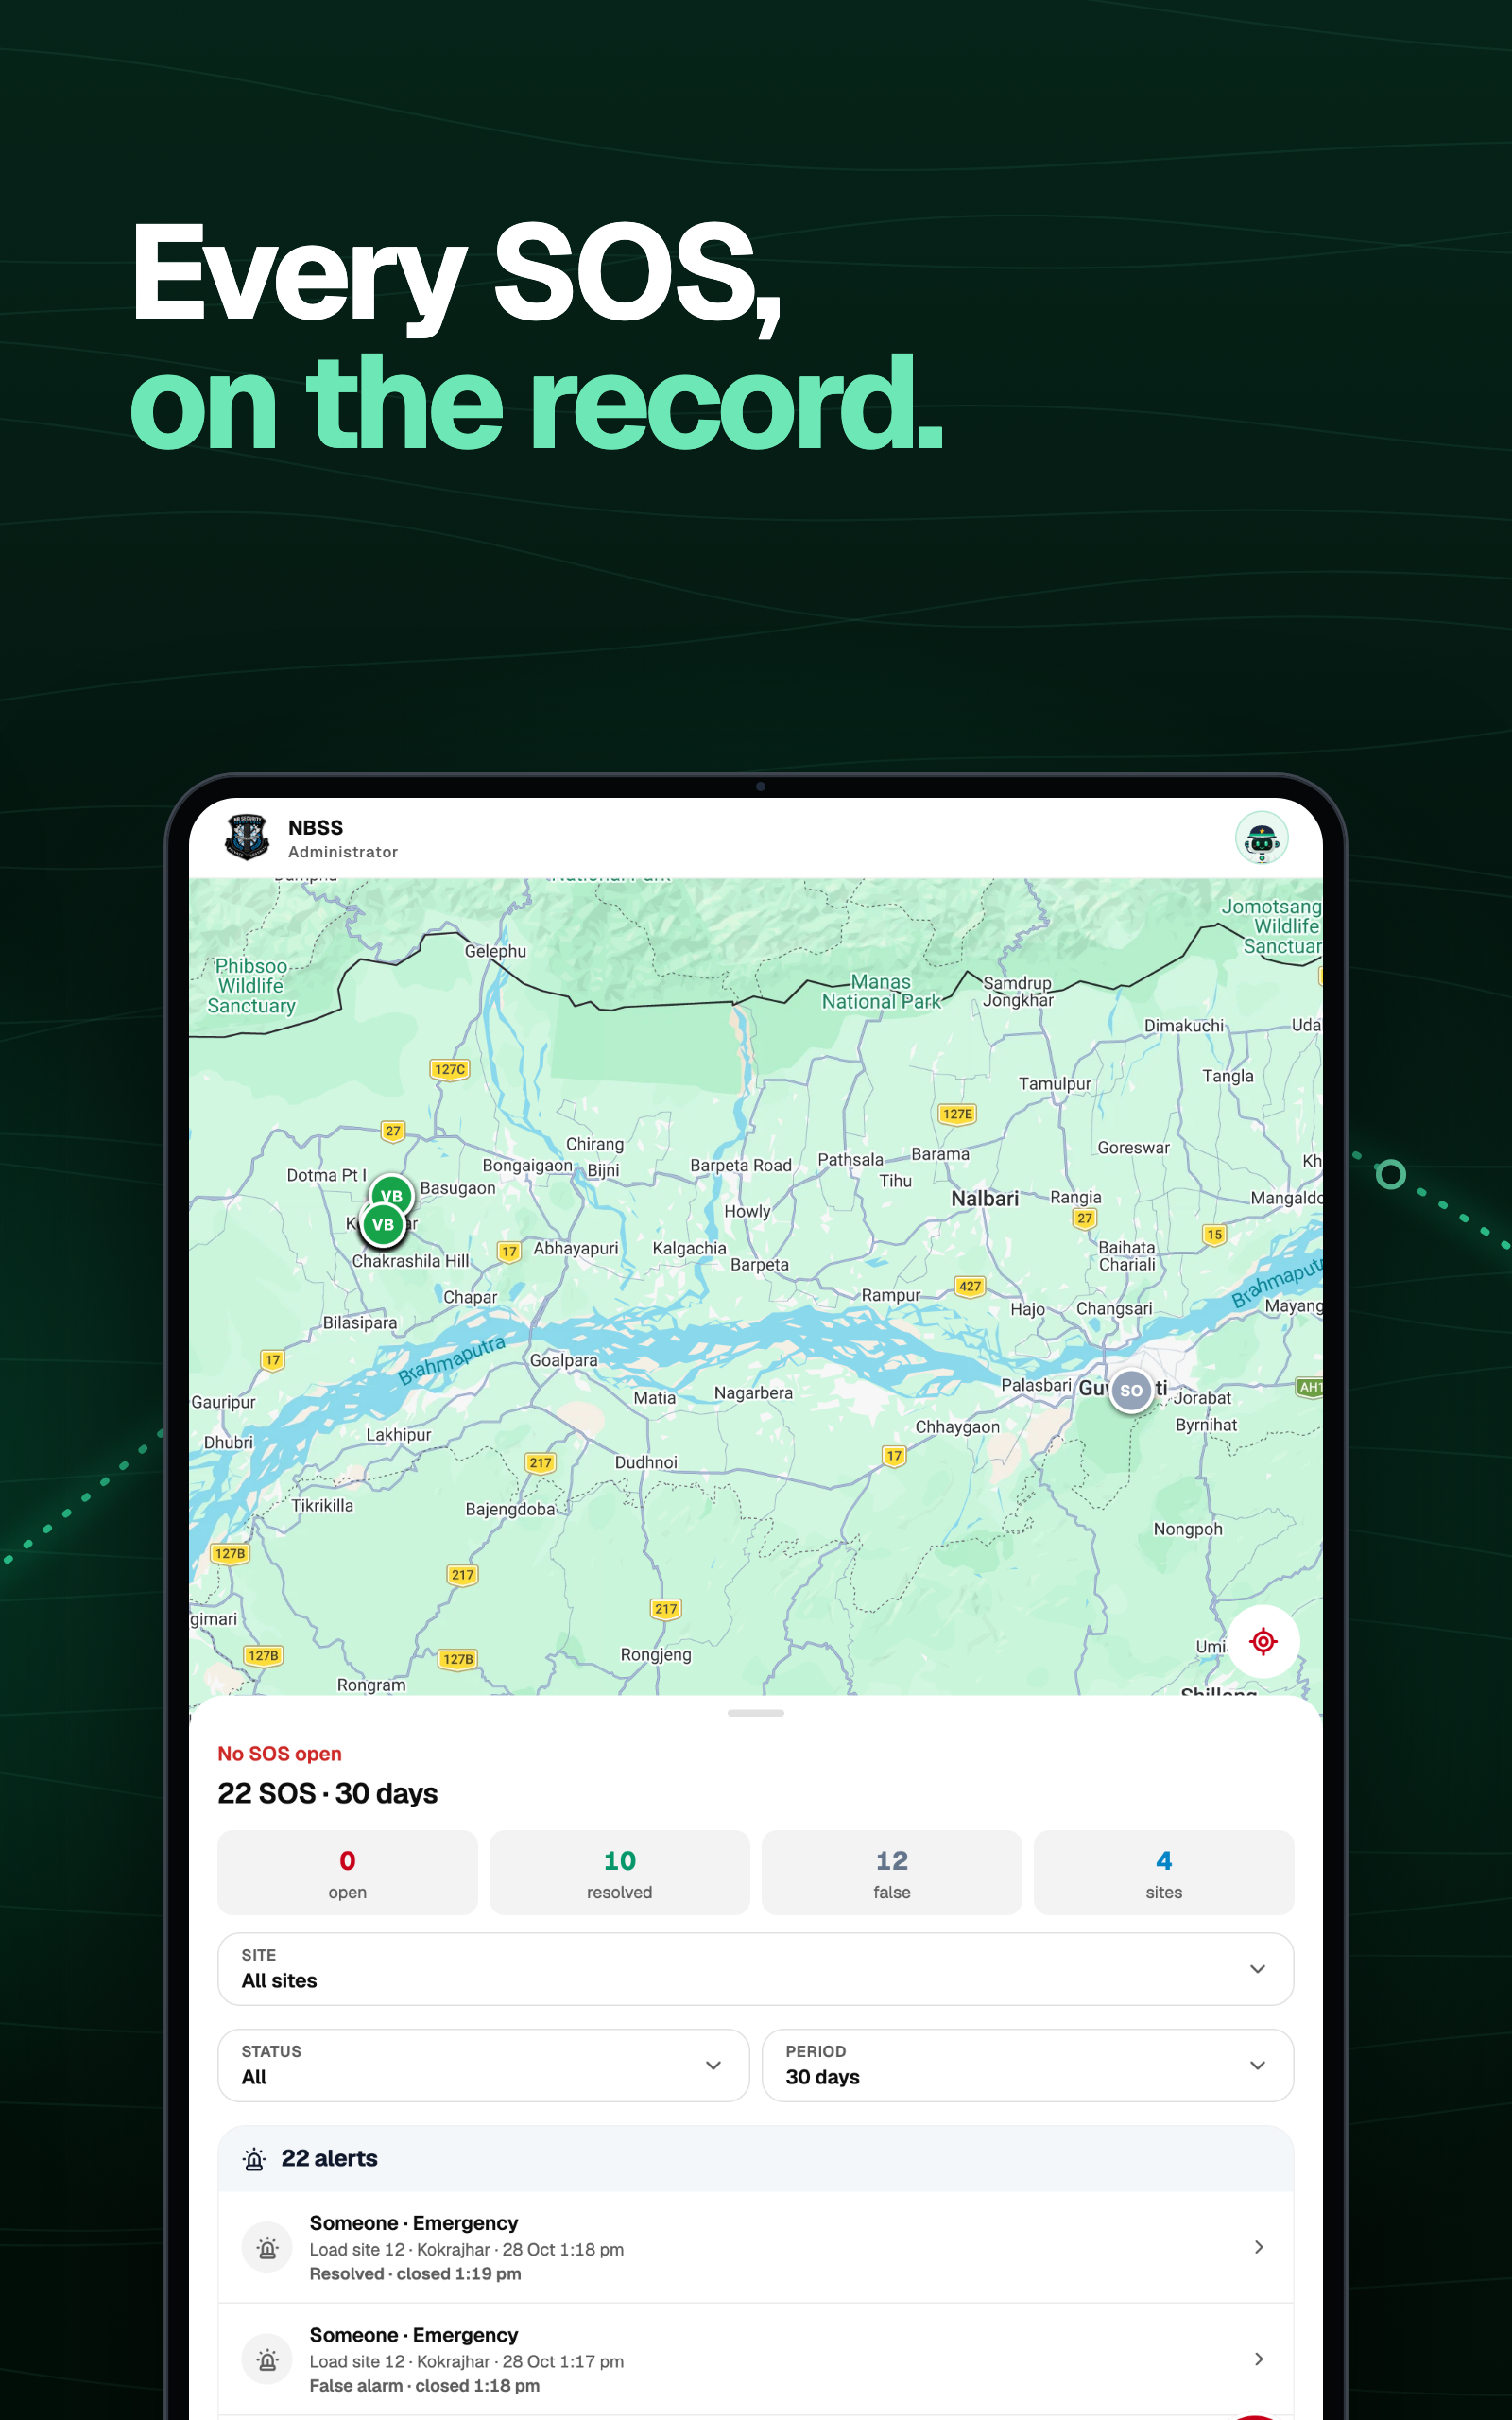 Every SOS,
on the record.
NBSS
Administrator
Jomotsang
Wildlife
Sanctuar
Gelephu
Phibsoo
Wildlife
Sanctuary
Manas
National Park
Samdrup
Jongkhar
Dimakuchi
Uda
127C
Tamulpur
Tangla
127E
27
Chirang
Goreswar
Dotma Pt I
Bongaigaon
Bijni
Barpeta Road
Pathsala
Barama
Kh
VB
Basugaon
Tihu
Nalbari
Rangia
Mangaldo
VB
Howly
27
15
17
Abhayapuri
Kalgachia
Baihata
Chariali
Chakrashila Hill
Barpeta
Brahmaput
Chapar
Rampur
427
Hajo
Changsari
Mayang
Bilasipara
Brahmaputra
17
Goalpara
Palasbari
SO
AH1
Gauripur
Matia
Nagarbera
Jorabat
Dhubri
Lakhipur
Chhaygaon
Byrnihat
217
Dudhnoi
17
Tikrikilla
Bajengdoba
Nongpoh
127B
217
217
gimari
127B
127B
Rongjeng
Umi
Rongram
No SOS open
22 SOS · 30 days
0
open
10
resolved
12
false
4
sites
SITE
All sites
STATUS
All
PERIOD
30 days
22 alerts
Someone · Emergency
Load site 12 · Kokrajhar · 28 Oct 1:18 pm
Resolved · closed 1:19 pm
Someone · Emergency
Load site 12 · Kokrajhar · 28 Oct 1:17 pm
False alarm · closed 1:18 pm